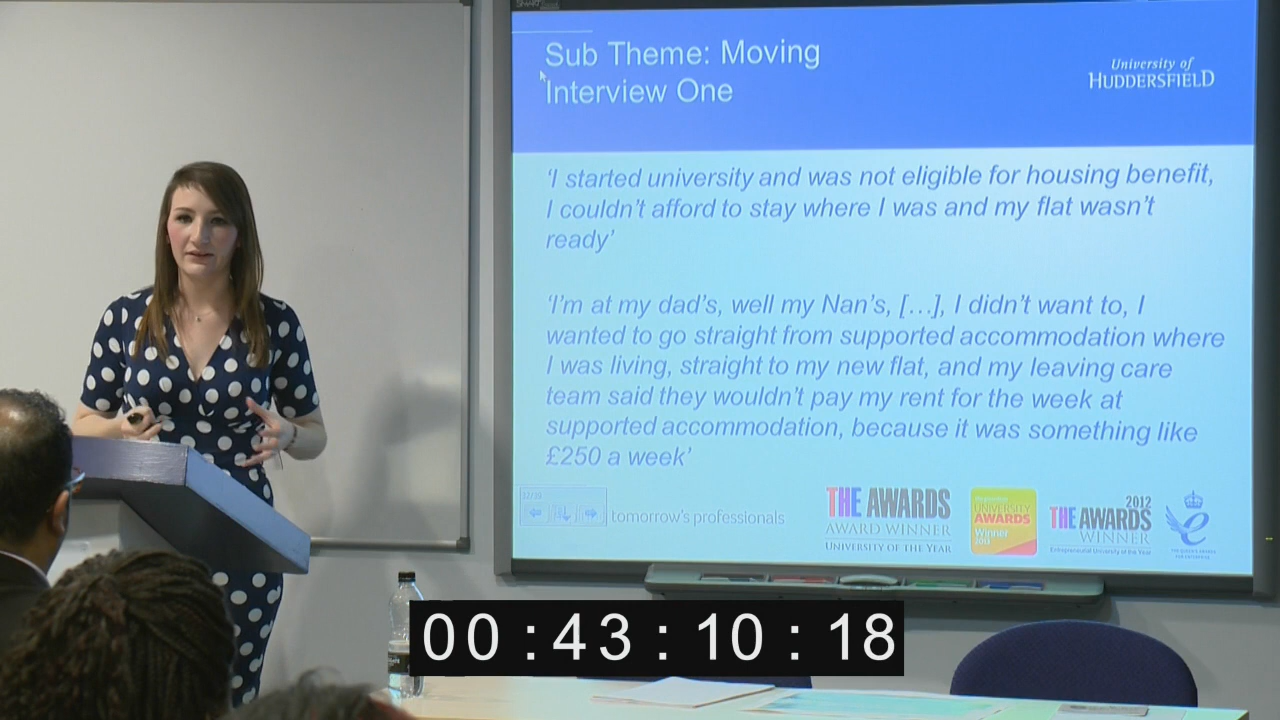 Sub Theme: Moving
Interview One
University of
HUDDERSFIELD
‘I started university and was not eligible for housing benefit,
I couldn’t afford to stay where I was and my flat wasn’t
ready’
‘I’m at my dad’s, well my Nan’s, […], I didn’t want to, I
wanted to go straight from supported accommodation where
I was living, straight to my new flat, and my leaving care
team said they wouldn’t pay my rent for the week at
supported accommodation, because it was something like
£250 a week’
tomorrow's professionals
THE AWARDS
AWARD WINNER
UNIVERSITY OF THE YEAR
UNIVERSITY
AWARDS
Winner
2012
THE AWARDS
WINNER
Entrepreneurial University of the Year
00:43:10:18